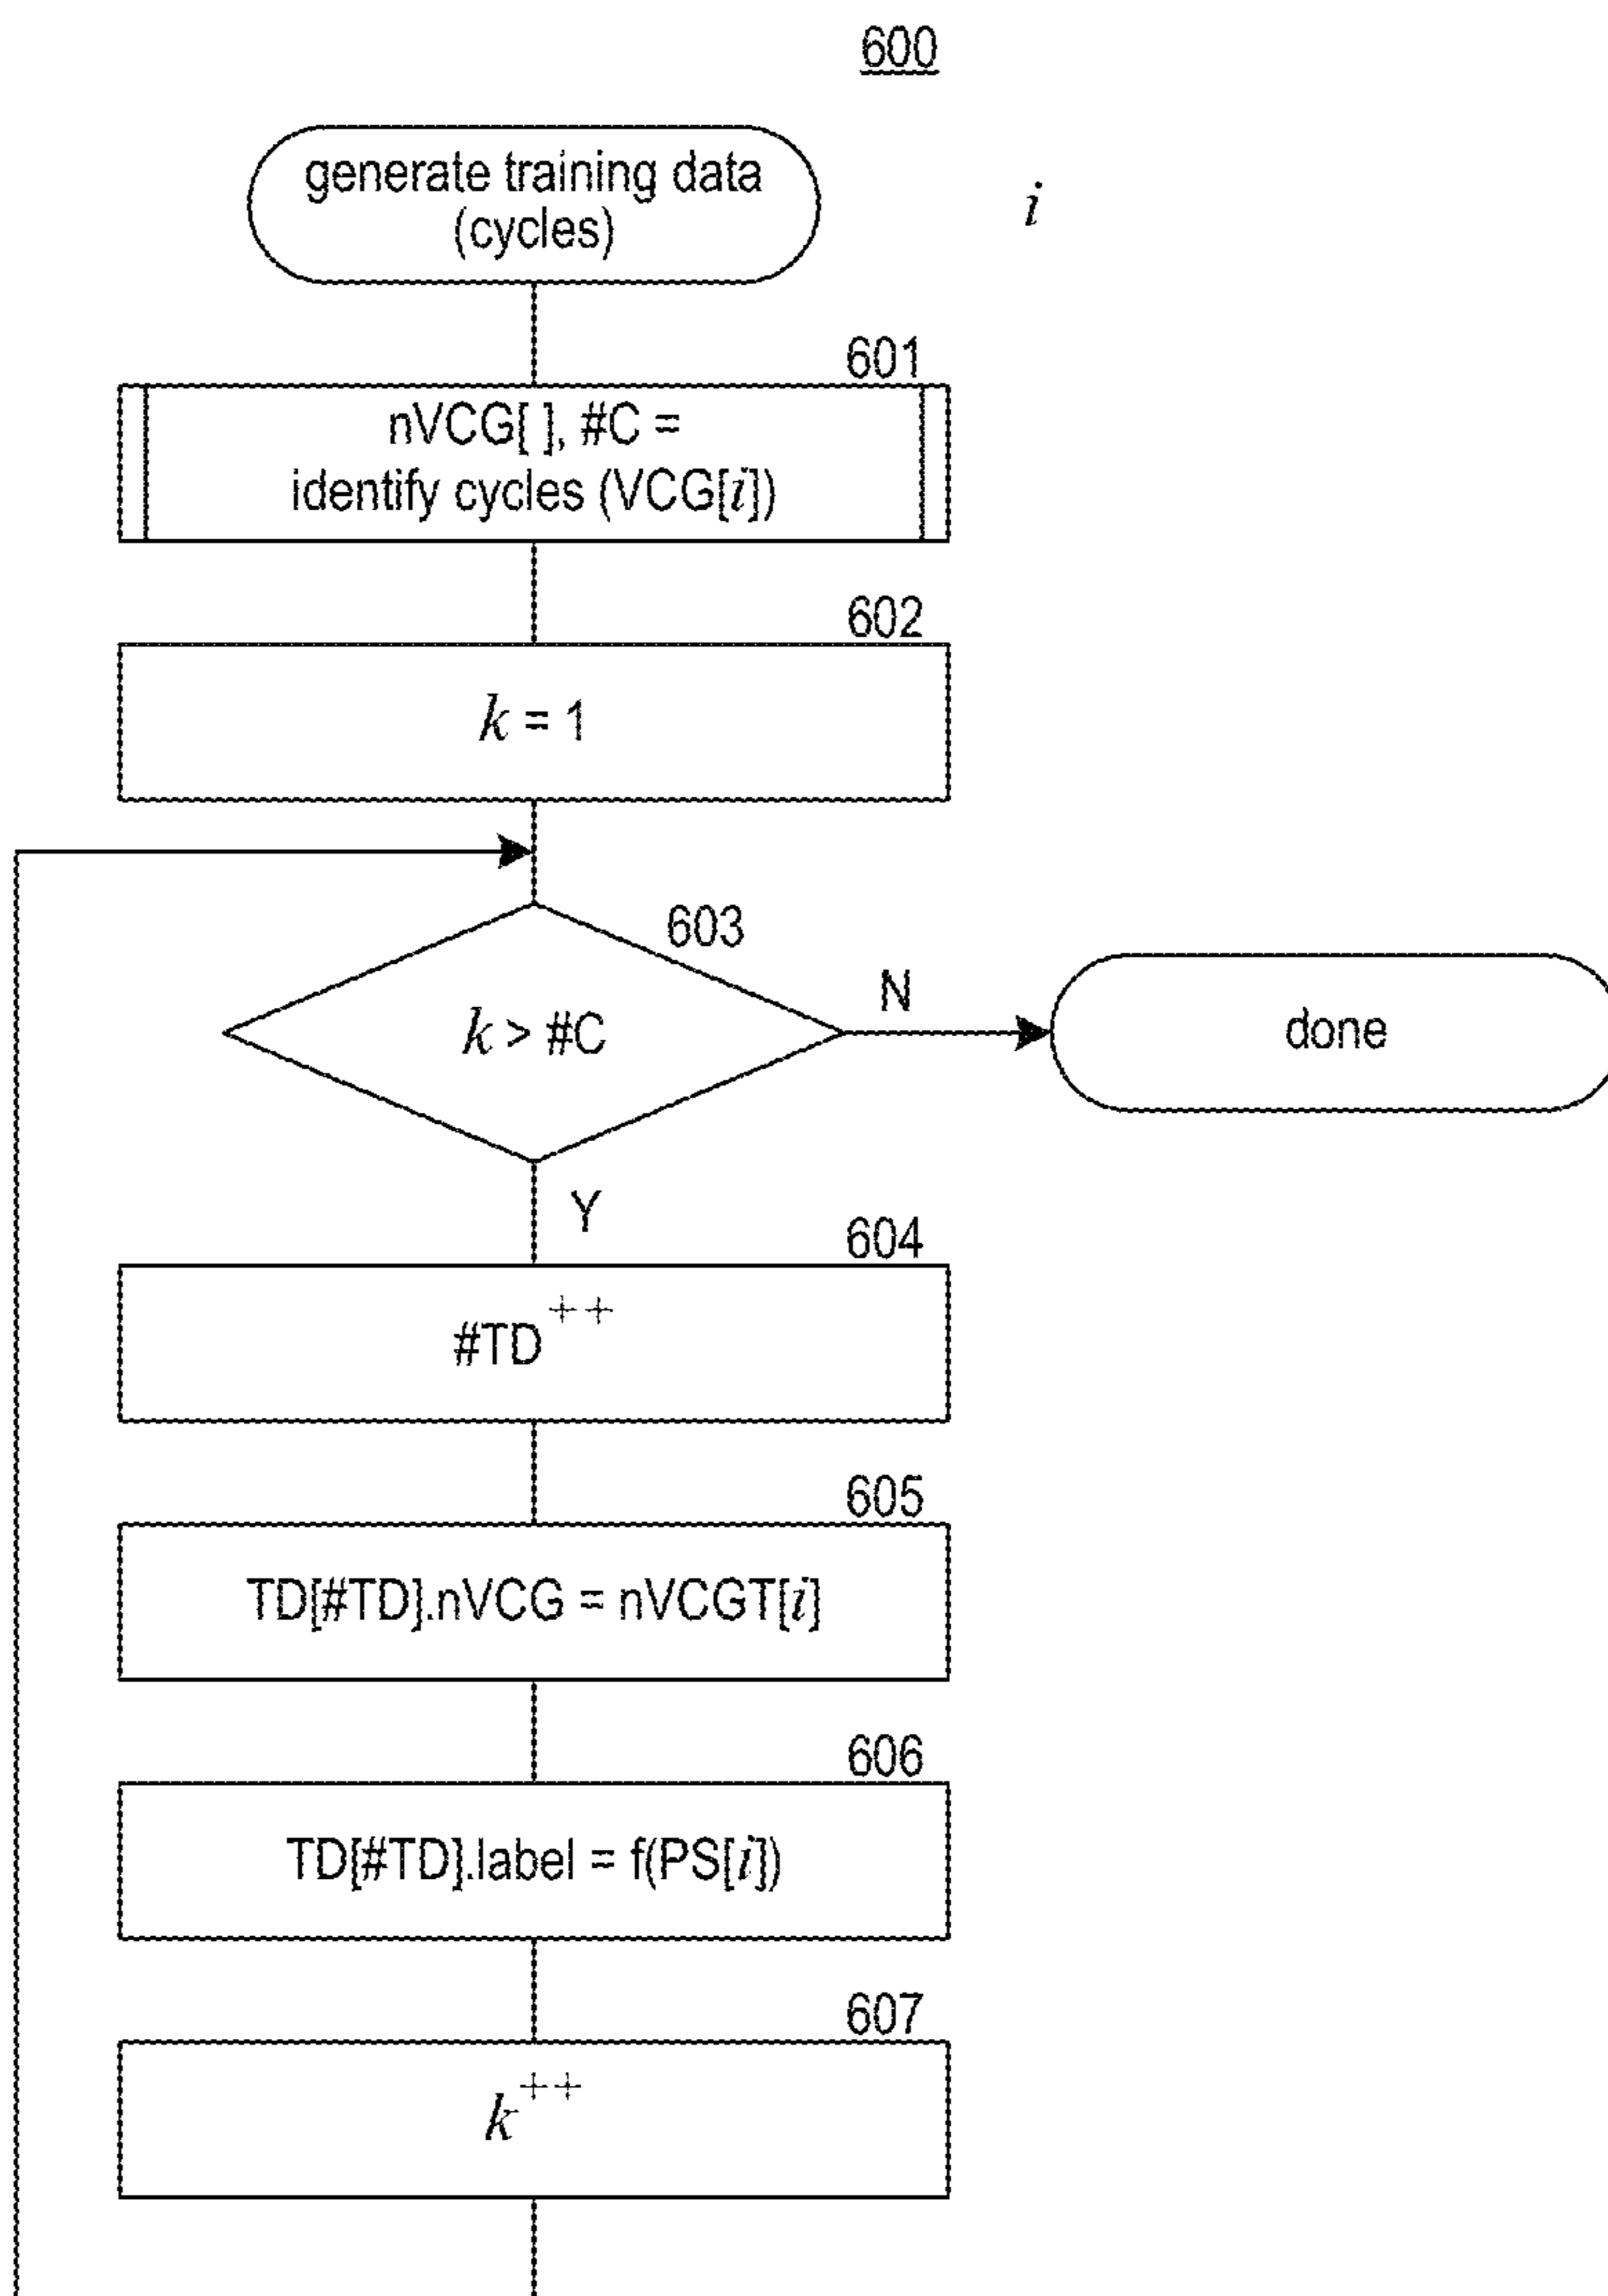 600
generate training data
(cycles)
i
601
nVCG[ ], #C =
identify cycles (VCG[i])
602
k = 1
603
k > #C
N
done
Y
604
#TD++
605
TD[#TD].nVCG = nVCGT[i]
606
TD[#TD].label = f(PS[i])
607
k++